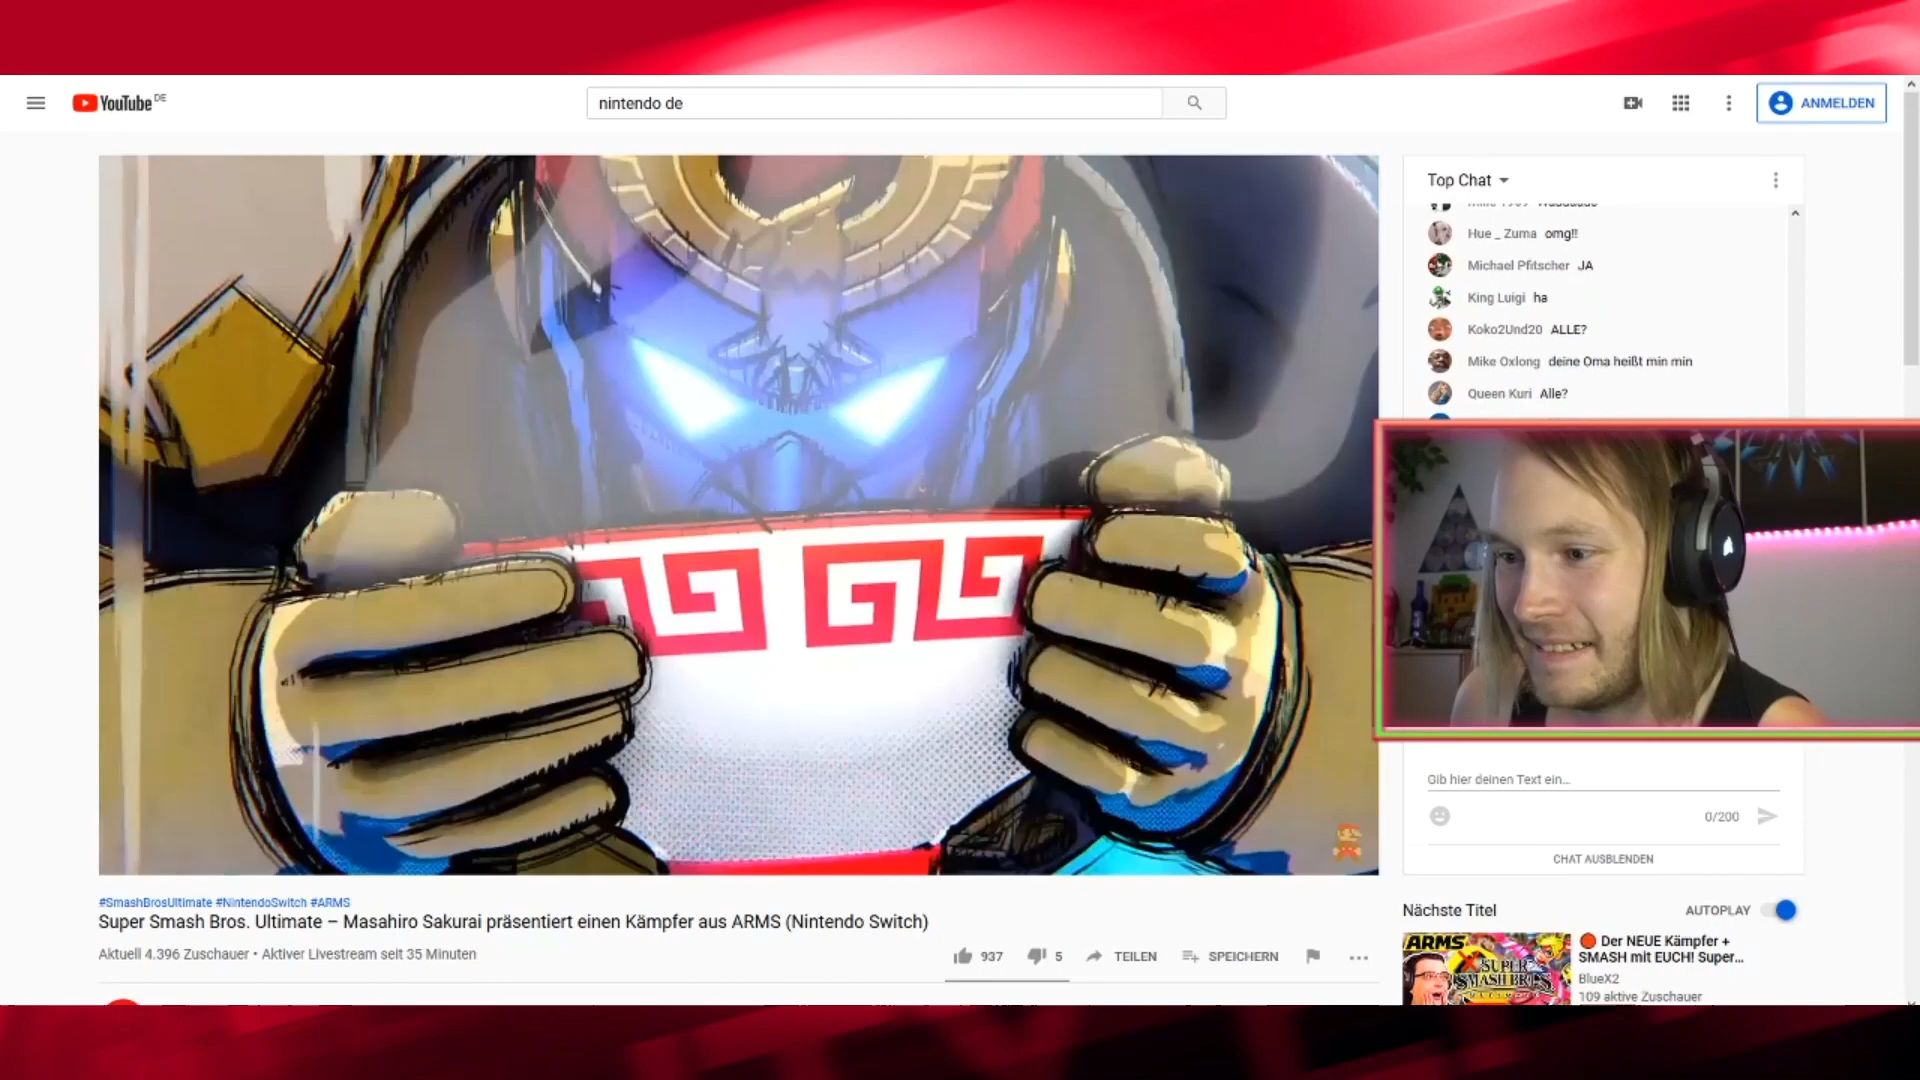 YouTube DE
nintendo de
ANMELDEN
Top Chat
Hue _ Zuma omg!!
Michael Pfitscher JA
King Luigi ha
Koko2Und20 ALLE?
Mike Oxlong deine Oma heißt min min
Queen Kuri Alle?
Gib hier deinen Text ein...
0/200
CHAT AUSBLENDEN
#SmashBrosUltimate #NintendoSwitch #ARMS
Super Smash Bros. Ultimate – Masahiro Sakurai präsentiert einen Kämpfer aus ARMS (Nintendo Switch)
Aktuell 4.396 Zuschauer • Aktiver Livestream seit 35 Minuten
937
5
TEILEN
SPEICHERN
Nächste Titel
AUTOPLAY
ARMS
SUPER
SMASH BROS.
Der NEUE Kämpfer +
SMASH mit EUCH! Super...
BlueX2
109 aktive Zuschauer